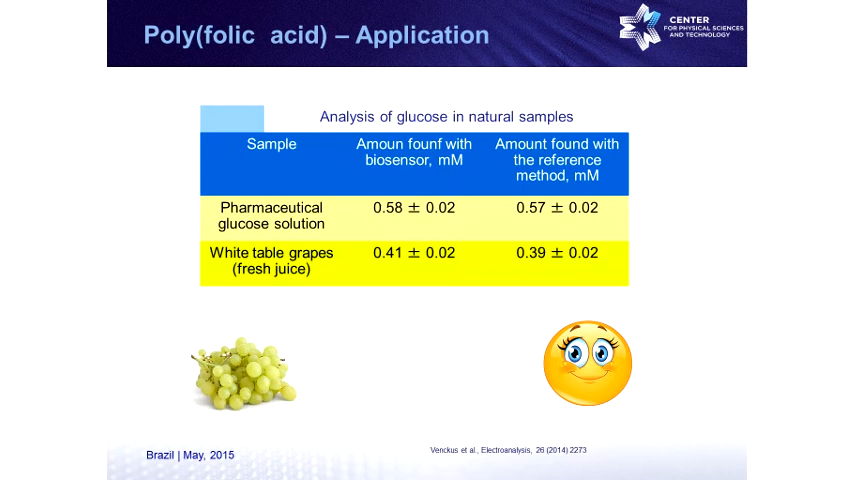 Poly(folic acid) – Application
CENTER
FOR PHYSICAL SCIENCES
AND TECHNOLOGY
Analysis of glucose in natural samples
Sample
Amoun founf with
biosensor, mM
Amount found with
the reference
method, mM
Pharmaceutical
glucose solution
0.58 ± 0.02
0.57 ± 0.02
White table grapes
(fresh juice)
0.41 ± 0.02
0.39 ± 0.02
Venckus et al., Electroanalysis, 26 (2014) 2273
Brazil | May, 2015